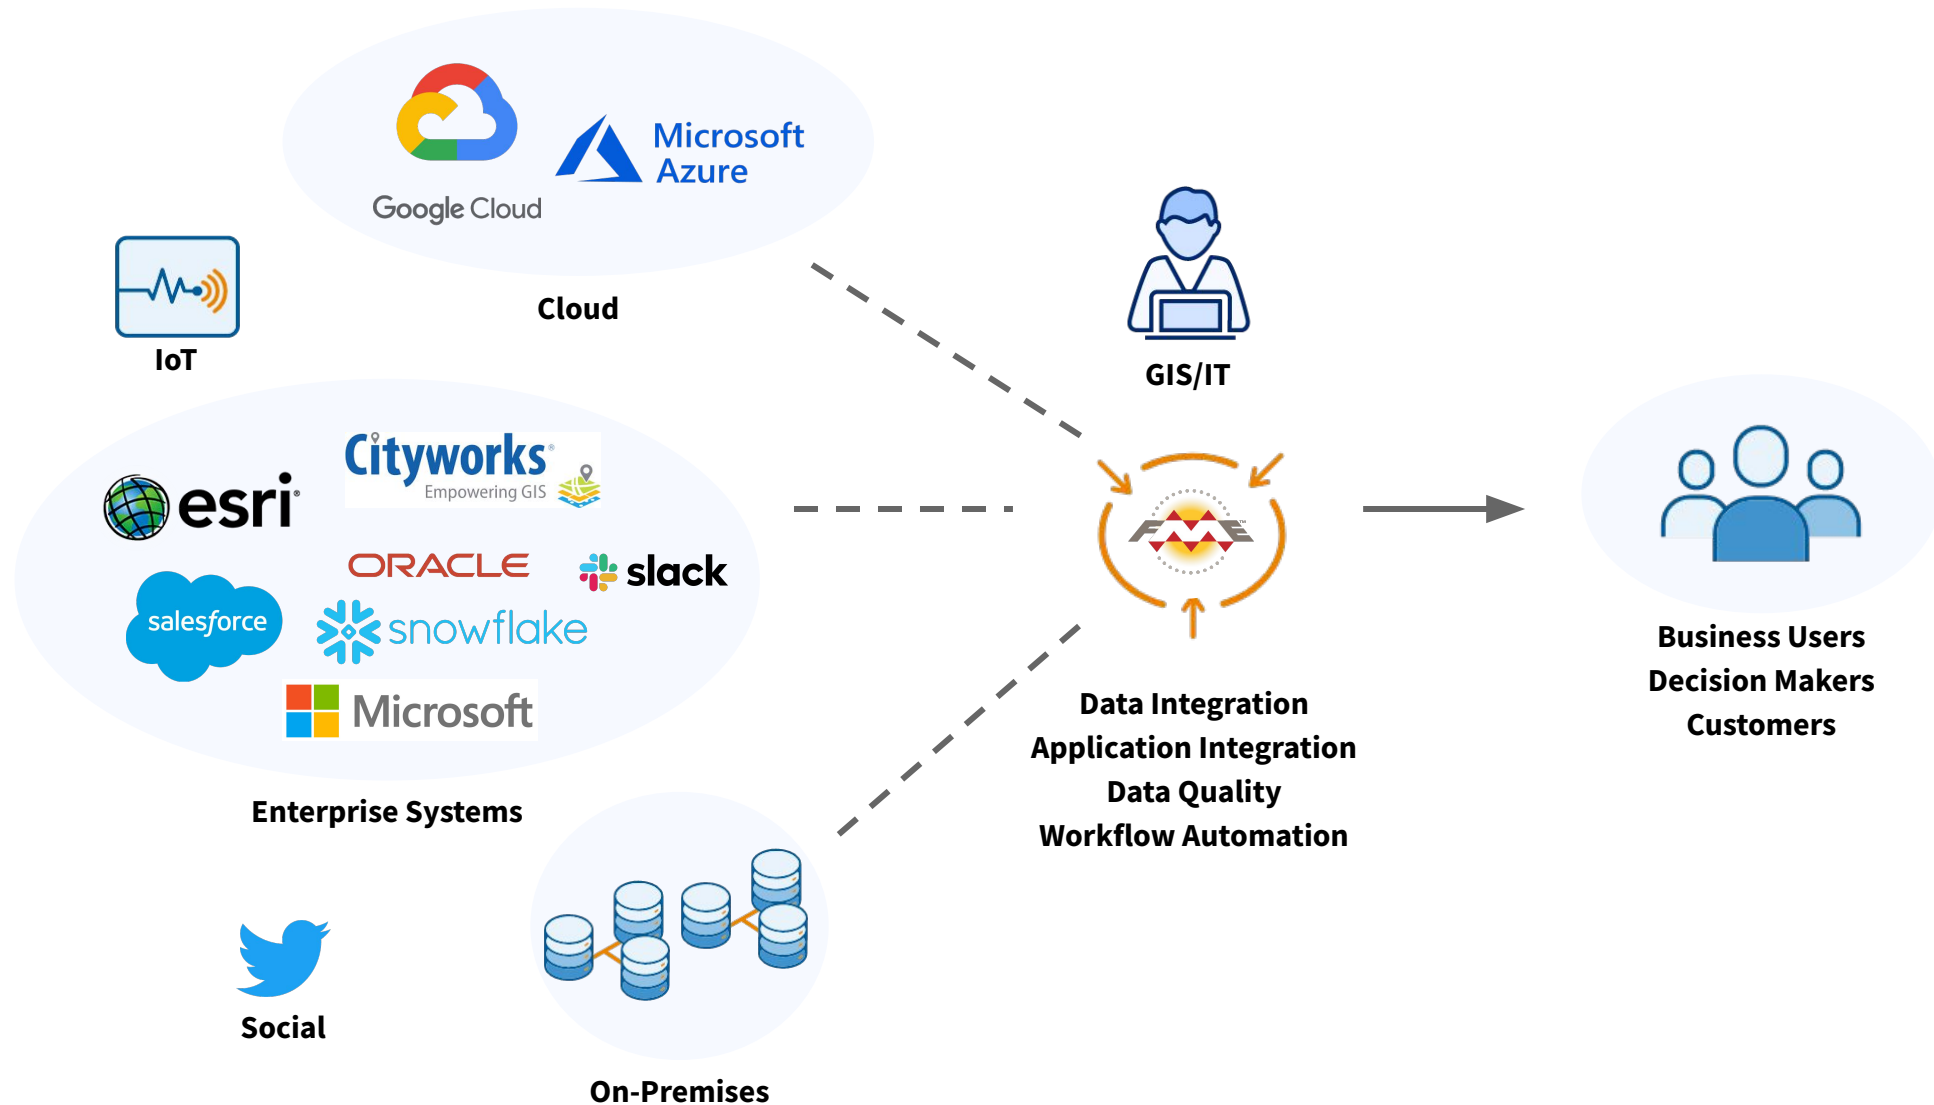 Google Cloud
Microsoft
Azure
Cloud
IoT
GIS/IT
esri®
Cityworks®
Empowering GIS
ORACLE
slack
salesforce
snowflake
Microsoft
Enterprise Systems
FME™
Data Integration
Application Integration
Data Quality
Workflow Automation
Business Users
Decision Makers
Customers
Social
On-Premises